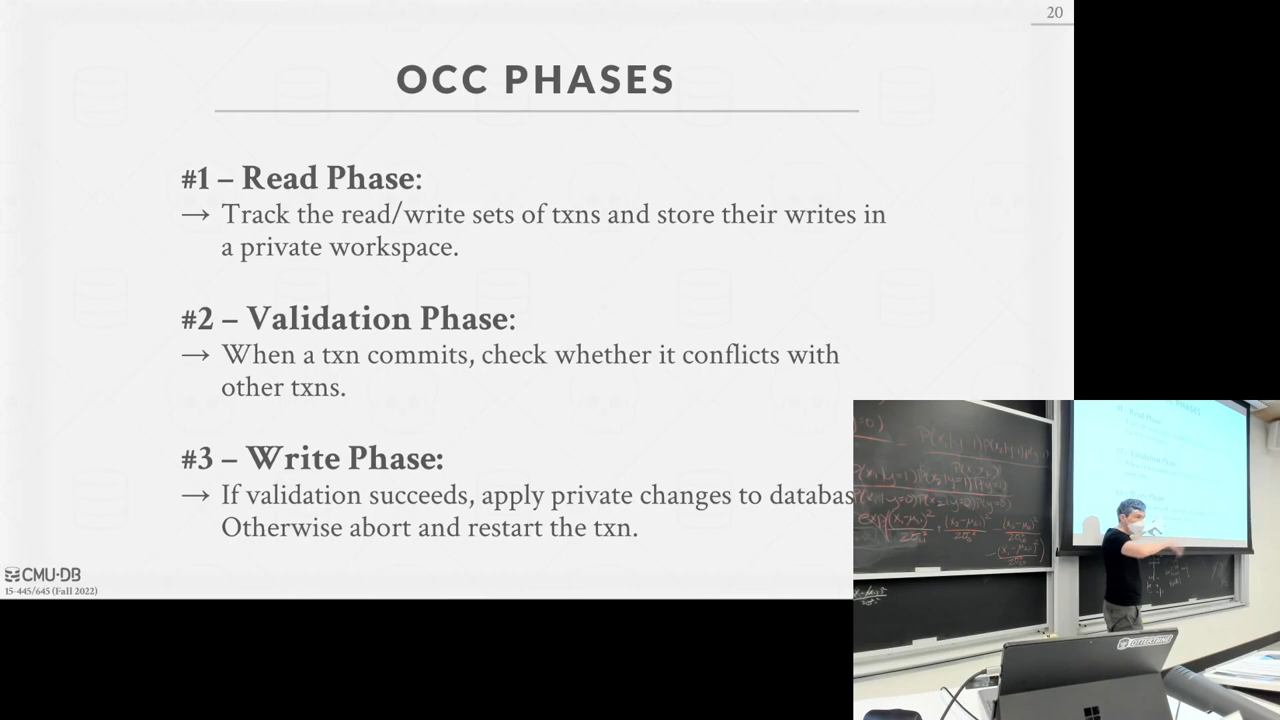 20
OCC PHASES
#1 – Read Phase:
→ Track the read/write sets of txns and store their writes in
a private workspace.
#2 – Validation Phase:
→ When a txn commits, check whether it conflicts with
other txns.
#3 – Write Phase:
→ If validation succeeds, apply private changes to databas
Otherwise abort and restart the txn.
CMU·DB
15-445/645 (Fall 2022)
OTTERTUNE